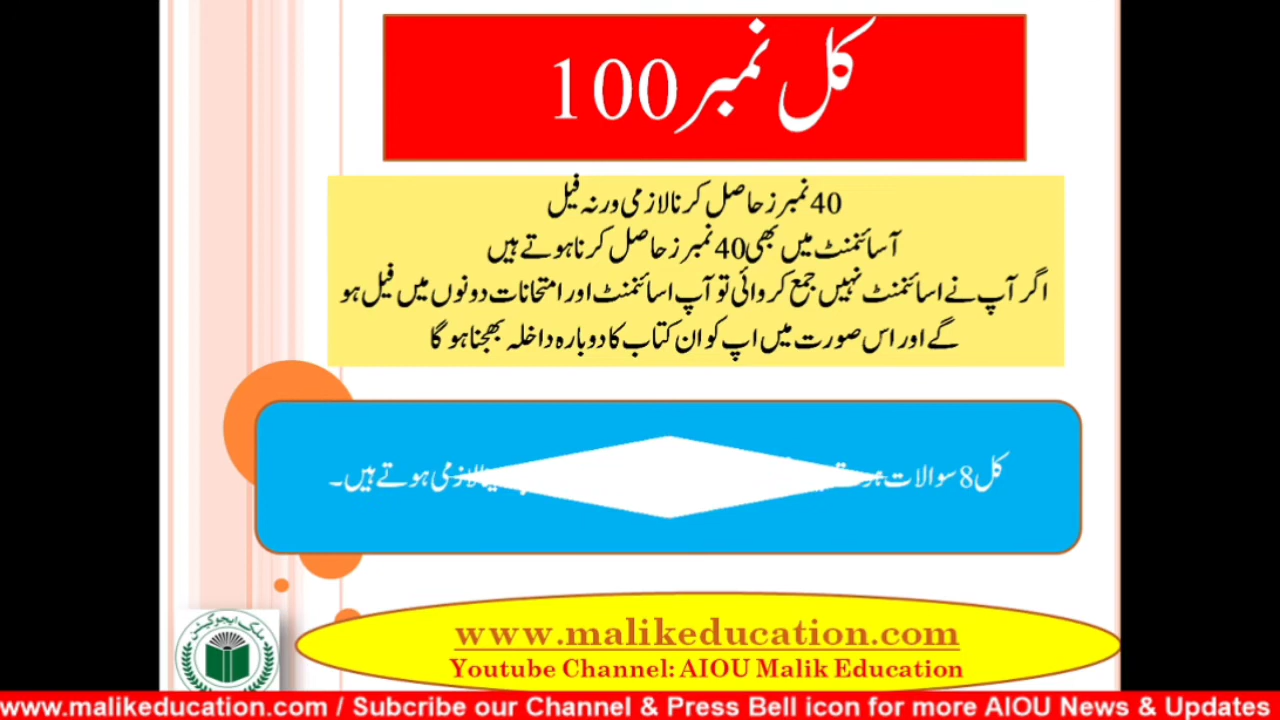 کل نمبر 100
40 نمبرز حاصل کرنا لازمی ورنہ فیل
آسائنمنٹ میں بھی 40 نمبرز حاصل کرنا ہوتے ہیں
اگر آپ نے اسائنمنٹ نہیں جمع کروائی تو آپ اسائنمنٹ اور امتحانات دونوں میں فیل ہو
گے اور اس صورت میں اپ کو ان کتاب کا دوبارہ داخلہ بھجنا ہو گا
کل 8 سوالات لازمی ہوتے ہیں۔
ملک ایجوکیشن
www.malikeducation.com
Youtube Channel: AIOU Malik Education
www.malikeducation.com / Subcribe our Channel & Press Bell icon for more AIOU News & Updates